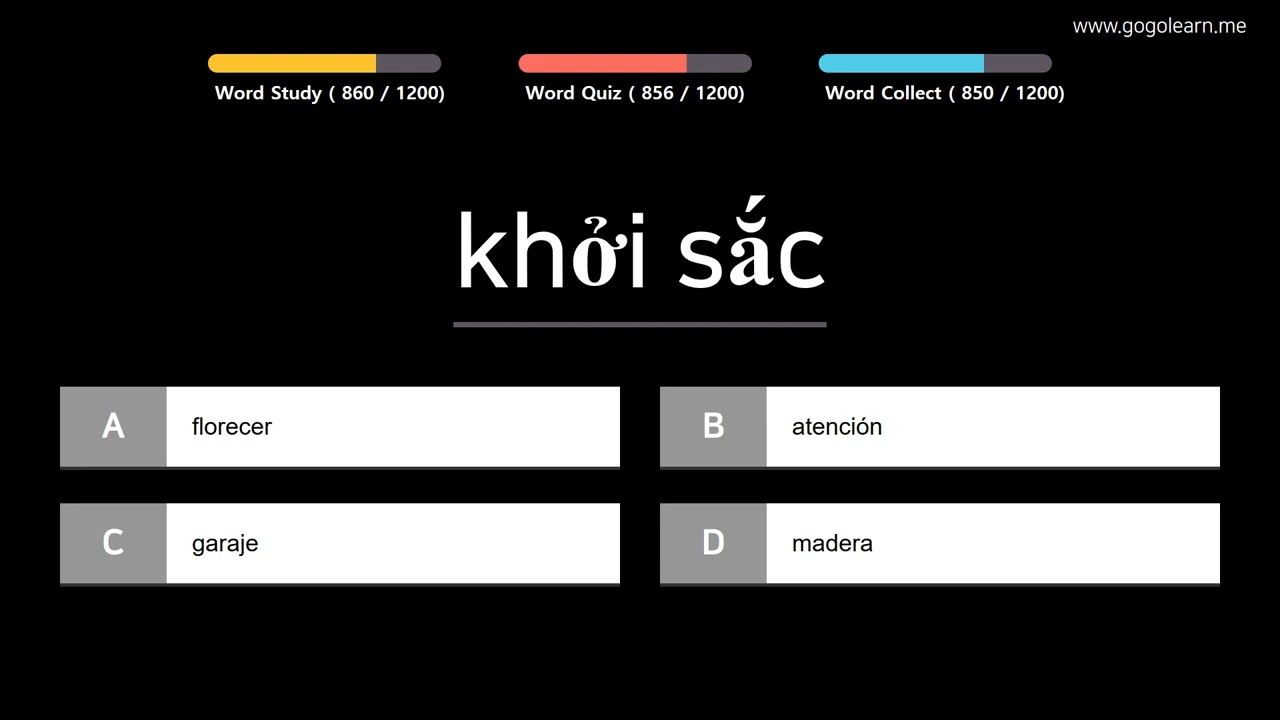 www.gogolearn.me
Word Study ( 860 / 1200)
Word Quiz ( 856 / 1200)
Word Collect ( 850 / 1200)
khởi sắc
A florecer
B atención
C garaje
D madera